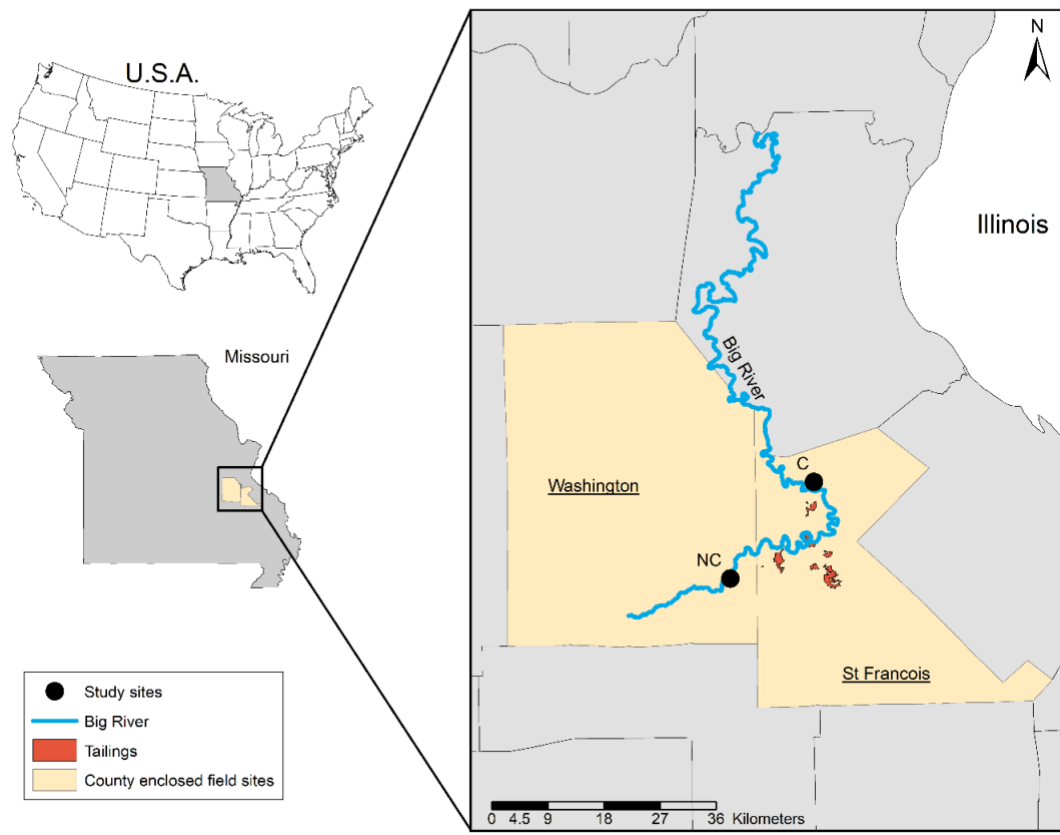 U.S.A.
Missouri
Study sites
Big River
Tailings
County enclosed field sites
N
Illinois
Big River
C
Washington
NC
St Francois
0 4.5 9 18 27 36 Kilometers